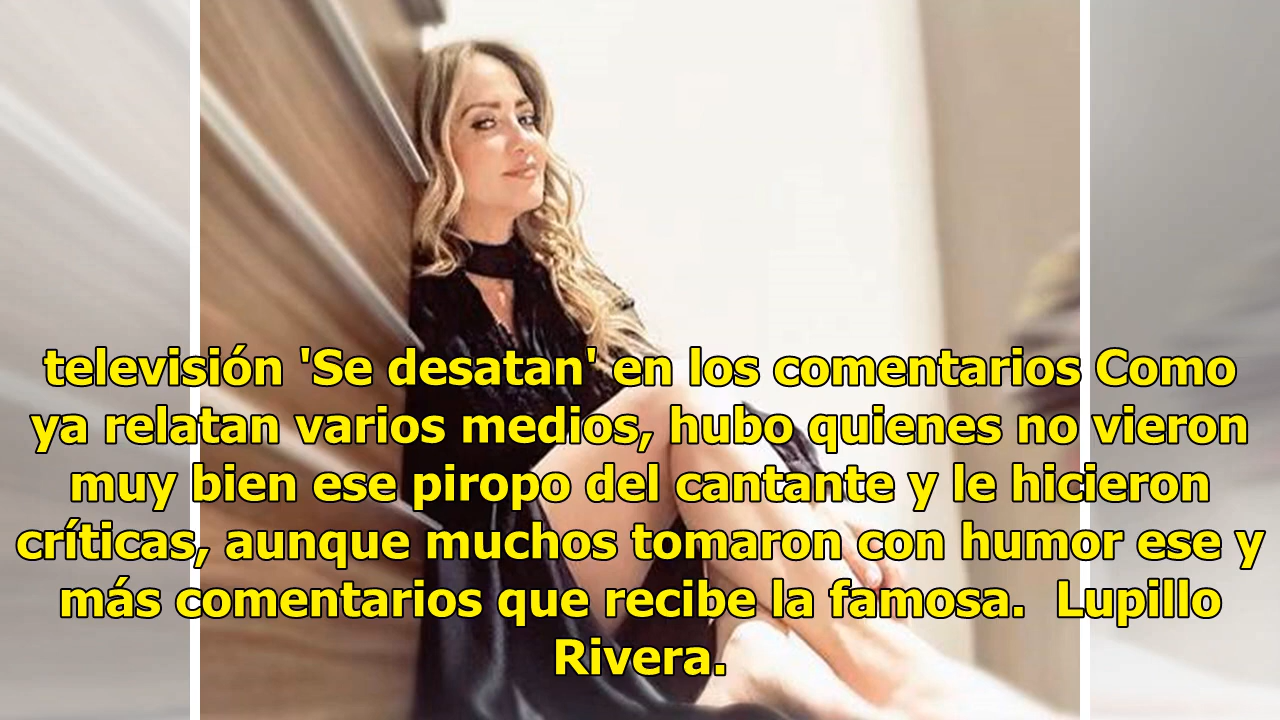 televisión 'Se desatan' en los comentarios Como
ya relatan varios medios, hubo quienes no vieron
muy bien ese piropo del cantante y le hicieron
críticas, aunque muchos tomaron con humor ese y
más comentarios que recibe la famosa.  Lupillo
Rivera.